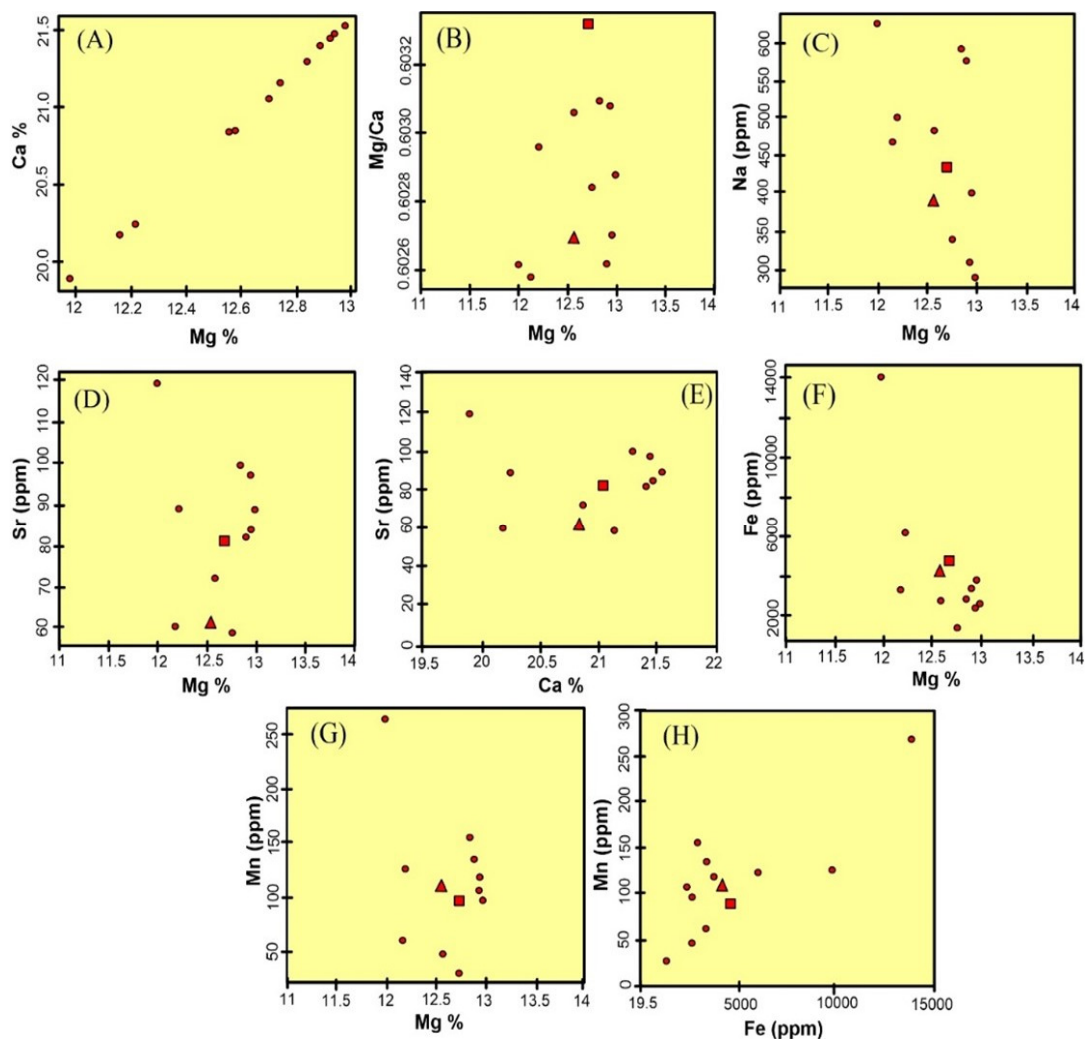 (A)
Ca %
21.5
21.0
20.5
20.0
12 12.2 12.4 12.6 12.8 13
Mg %
(B)
Mg/Ca
0.6032
0.6030
0.6028
0.6026
11 11.5 12 12.5 13 13.5 14
Mg %
(C)
Na (ppm)
600
550
500
450
400
350
300
11 12 12.5 13 13.5 14
Mg %
(D)
Sr (ppm)
120
110
100
90
80
70
60
11 11.5 12 12.5 13 13.5 14
Mg %
(E)
Sr (ppm)
140
120
100
80
60
40
20
0
19.5 20 20.5 21 21.5 22
Ca %
(F)
Fe (ppm)
14000
10000
6000
2000
11 11.5 12 12.5 13 13.5 14
Mg %
(G)
Mn (ppm)
250
200
150
100
50
11 11.5 12 12.5 13 13.5 14
Mg %
(H)
Mn (ppm)
300
250
200
150
100
50
0
19.5 5000 10000 15000
Fe (ppm)